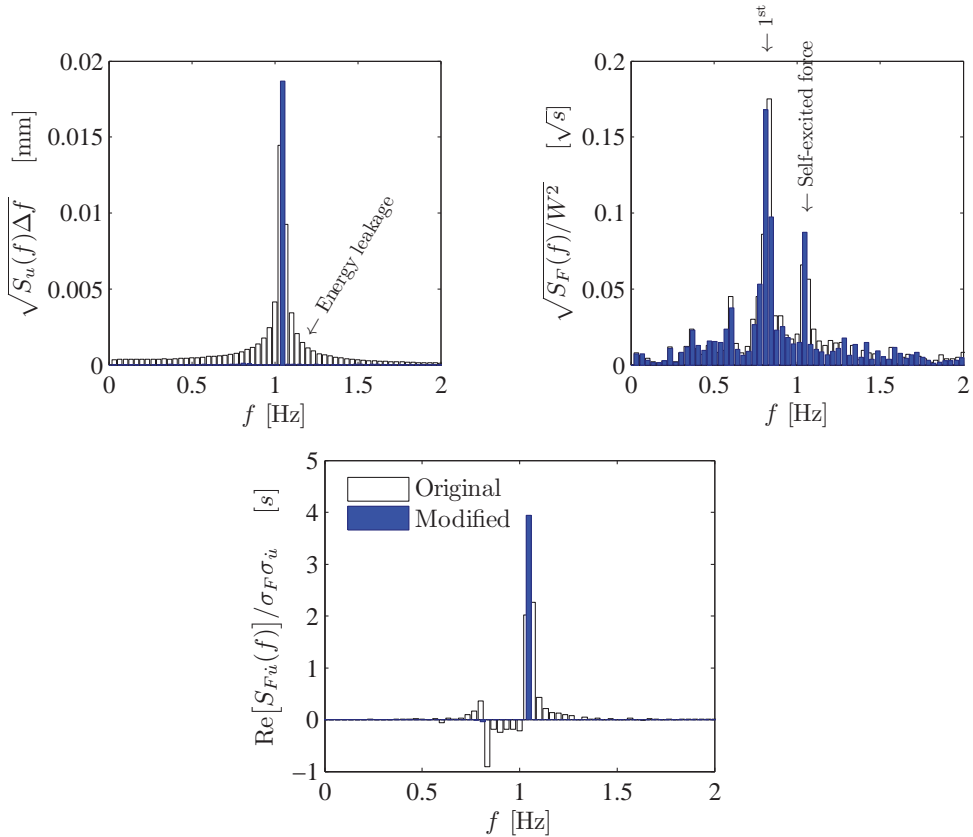 √S_u(f)Δf [mm]
0.02
0.015
0.01
0.005
0
← Energy leakage
0 0.5 1 1.5 2
f [Hz]
√S_F(f)/W² [√s]
0.2
0.15
0.1
0.05
0
← 1st
← Self-excited force
0 0.5 1 1.5 2
f [Hz]
Re[S_{Fu̇}(f)]/σ_F σ_u̇ [s]
5
4
3
2
1
0
−1
Original
Modified
0 0.5 1 1.5 2
f [Hz]